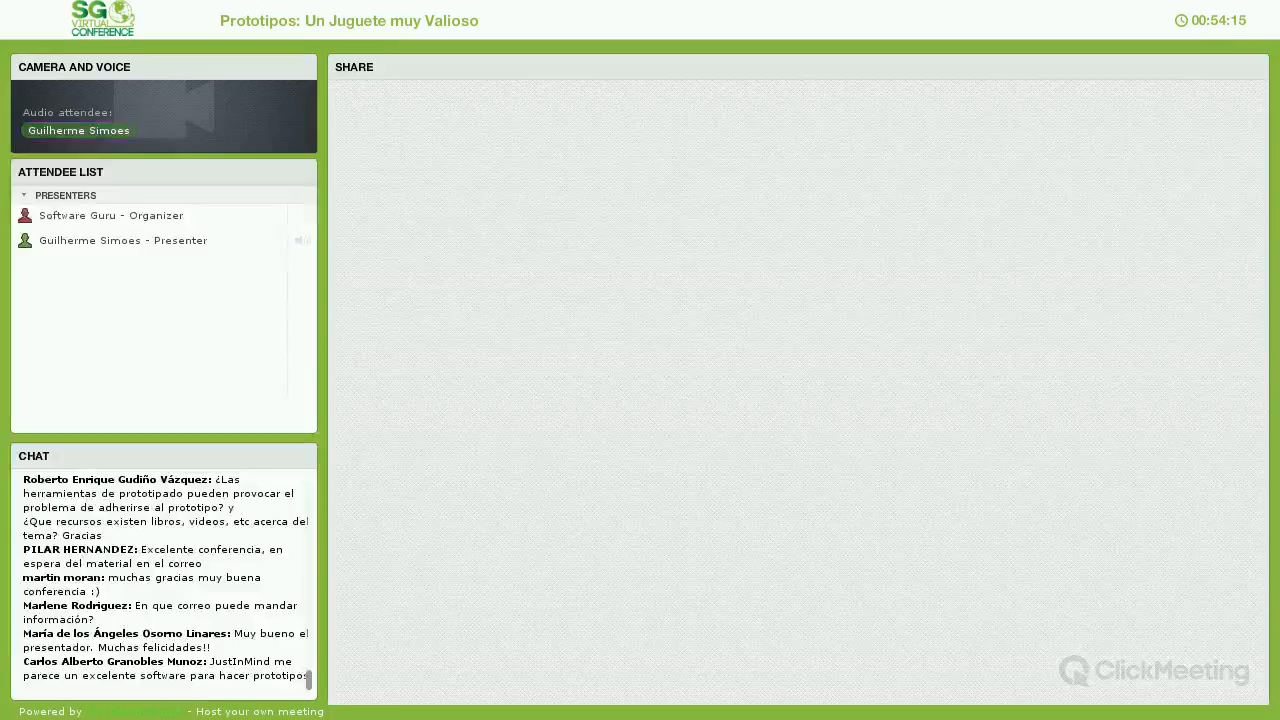 SG
VIRTUAL
CONFERENCE
Prototipos: Un Juguete muy Valioso
00:54:15
CAMERA AND VOICE
Audio attendee:
Guilherme Simoes
ATTENDEE LIST
PRESENTERS
Software Guru - Organizer
Guilherme Simoes - Presenter
CHAT
Roberto Enrique Gudiño Vázquez: ¿Las
herramientas de prototipado pueden provocar el
problema de adherirse al prototipo? y
¿Que recursos existen libros, videos, etc acerca del
tema? Gracias
PILAR HERNANDEZ: Excelente conferencia, en
espera del material en el correo
martin moran: muchas gracias muy buena
conferencia :)
Marlene Rodriguez: En que correo puede mandar
información?
María de los Ángeles Osorno Linares: Muy bueno el
presentador. Muchas felicidades!!
Carlos Alberto Granobles Munoz: JustInMind me
parece un excelente software para hacer prototipos
Powered by
- Host your own meeting
SHARE
ClickMeeting